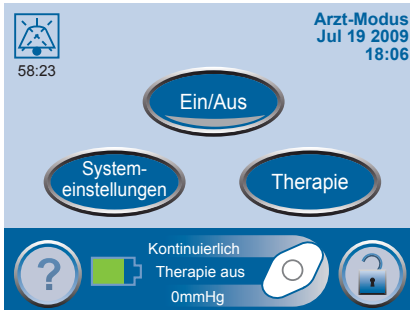 Arzt-Modus
Jul 19 2009
18:06
58:23
Ein/Aus
System-
einstellungen
Therapie
?
Kontinuierlich
Therapie aus
0mmHg